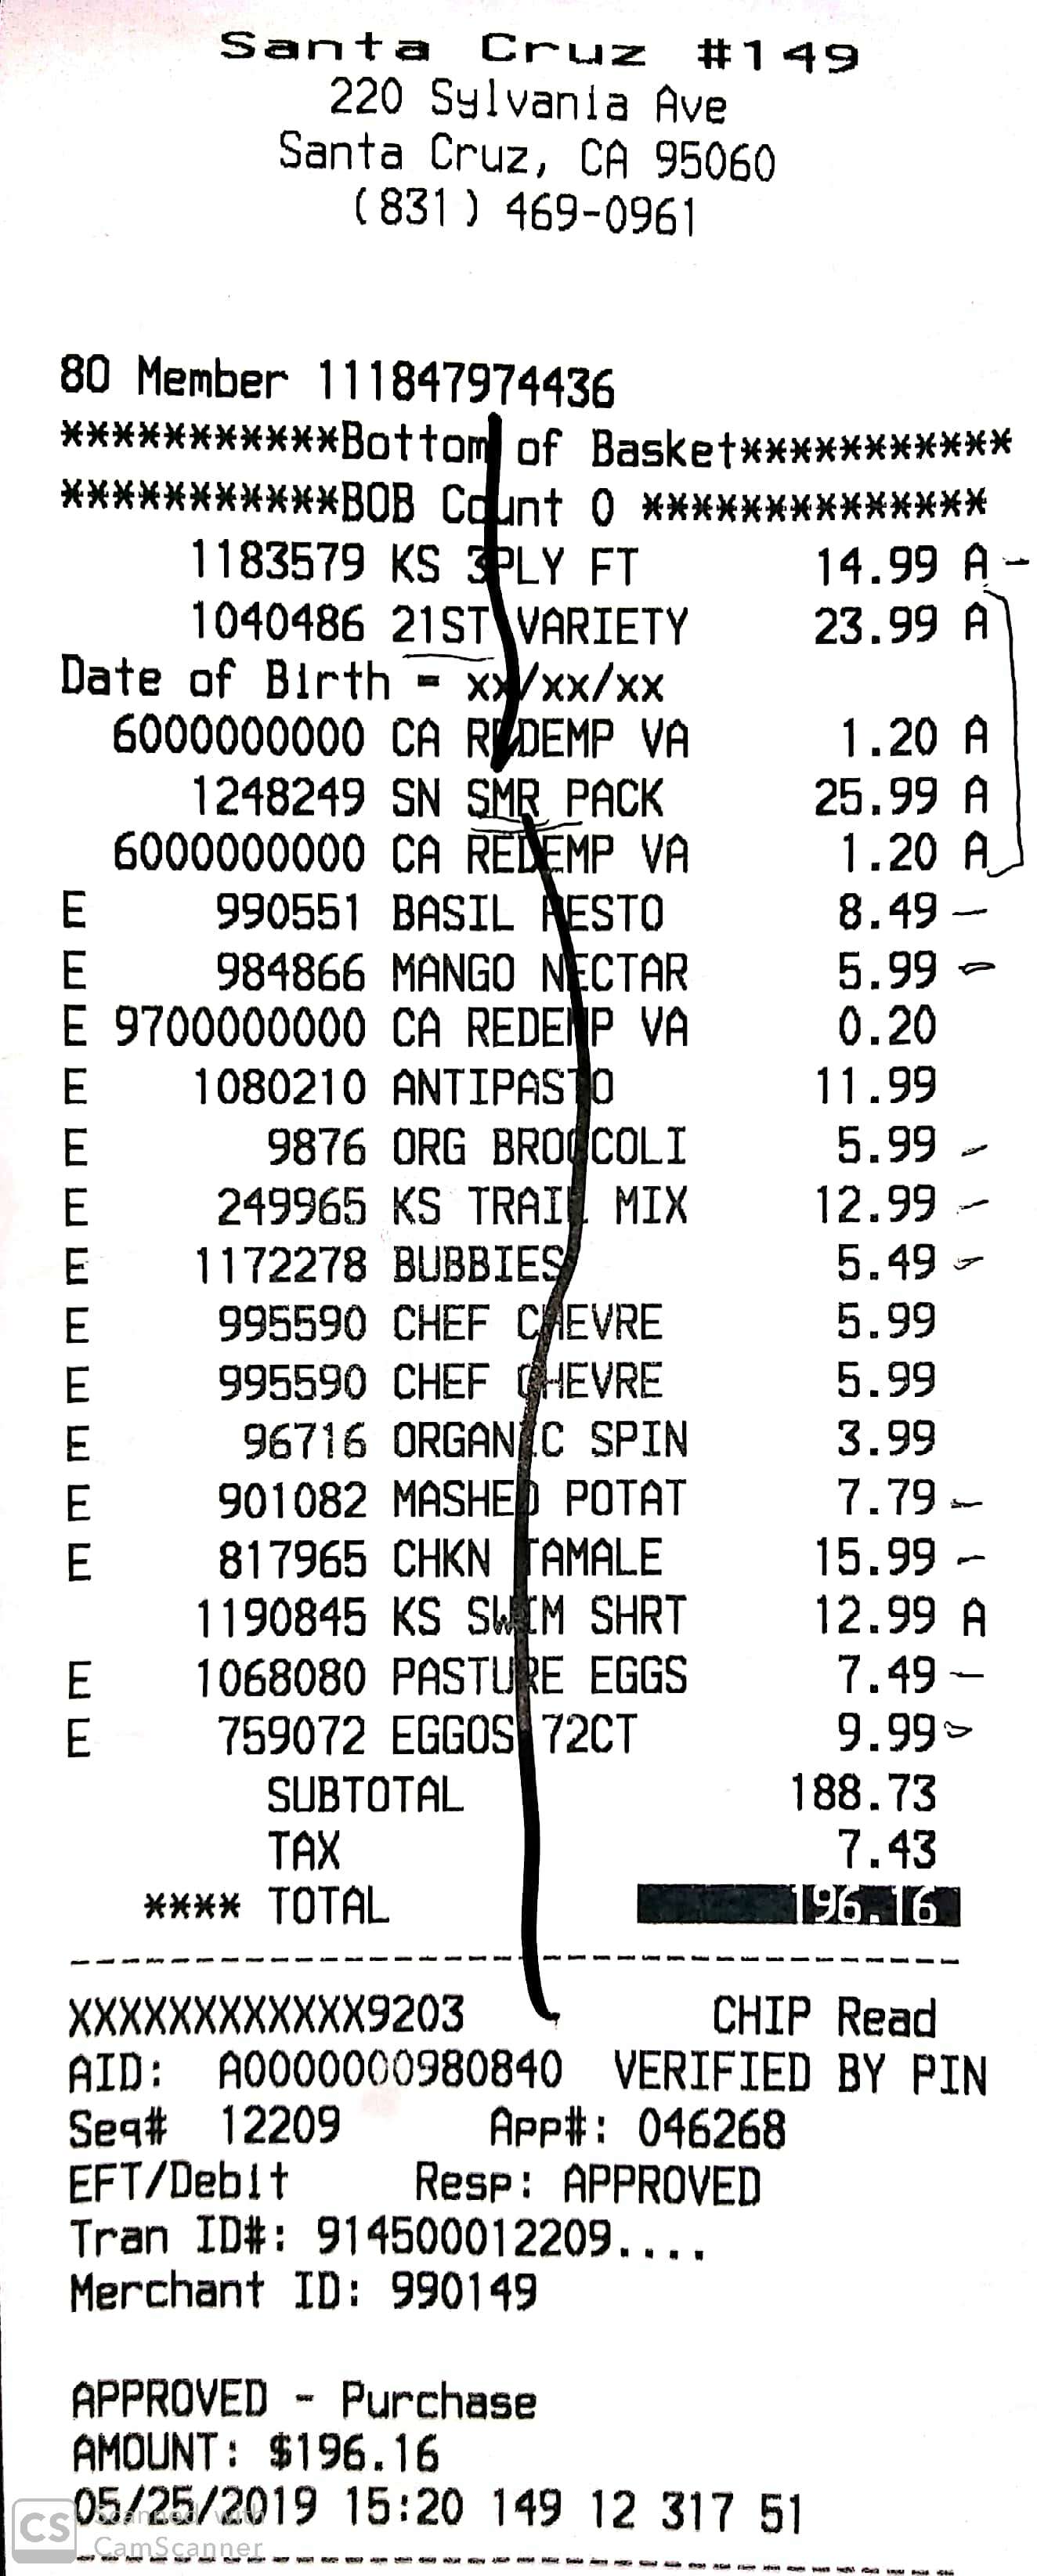 Santa Cruz #149
220 Sylvania Ave
Santa Cruz, CA 95060
(831) 469-0961
80 Member 111847974436
***********Bottom of Basket***********
***********BOB Count 0 **************
1183579 KS 3PLY FT 14.99 A
1040486 21ST VARIETY 23.99 A
Date of Birth = xx/xx/xx
6000000000 CA REDEMP VA 1.20 A
1248249 SN SMR PACK 25.99 A
6000000000 CA REDEMP VA 1.20 A
E 990551 BASIL PESTO 8.49
E 984866 MANGO NECTAR 5.99
E 9700000000 CA REDEMP VA 0.20
E 1080210 ANTIPASTO 11.99
E 9876 ORG BROCCOLI 5.99
E 249965 KS TRAIL MIX 12.99
E 1172278 BUBBIES 5.49
E 995590 CHEF CHEVRE 5.99
E 995590 CHEF CHEVRE 5.99
E 96716 ORGANIC SPIN 3.99
E 901082 MASHED POTAT 7.79
E 817965 CHKN TAMALE 15.99
1190845 KS SWIM SHRT 12.99 A
E 1068080 PASTURE EGGS 7.49
E 759072 EGGOS 72CT 9.99
SUBTOTAL 188.73
TAX 7.43
**** TOTAL 196.16
XXXXXXXXXXXX9203 CHIP Read
AID: A0000000980840 VERIFIED BY PIN
Seq# 12209 App#: 046268
EFT/Debit Resp: APPROVED
Tran ID#: 914500012209....
Merchant ID: 990149
APPROVED - Purchase
AMOUNT: $196.16
05/25/2019 15:20 149 12 317 51
CS Scanned with
CamScanner